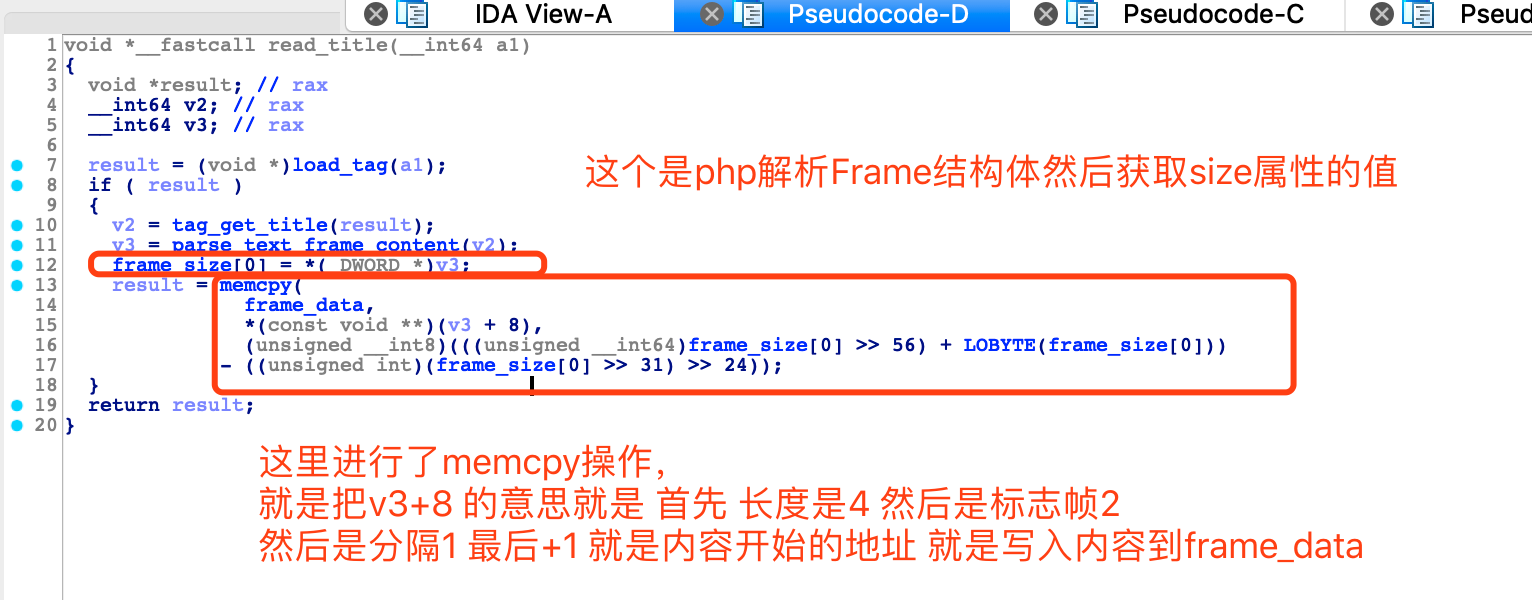 IDA View-A Pseudocode-D Pseudocode-C Pseud
1 void *__fastcall read_title(__int64 a1)
2 {
3 void *result; // rax
4 __int64 v2; // rax
5 __int64 v3; // rax
6
7 result = (void *)load_tag(a1);
这个是php解析Frame结构体然后获取size属性的值
8 if ( result )
9 {
10 v2 = tag_get_title(result);
11 v3 = parse_text_frame_content(v2);
12 frame_size[0] = *(_DWORD *)v3;
13 result = memcpy(
14 frame_data,
15 *(const void **)(v3 + 8),
16 (unsigned __int8)(((unsigned __int64)frame_size[0] >> 56) + LOBYTE(frame_size[0]))
17 - ((unsigned int)(frame_size[0] >> 31) >> 24));
18 }
19 return result;
20 }
这里进行了memcpy操作，
就是把v3+8 的意思就是 首先 长度是4 然后是标志帧2
然后是分隔1 最后+1 就是内容开始的地址 就是写入内容到frame_data